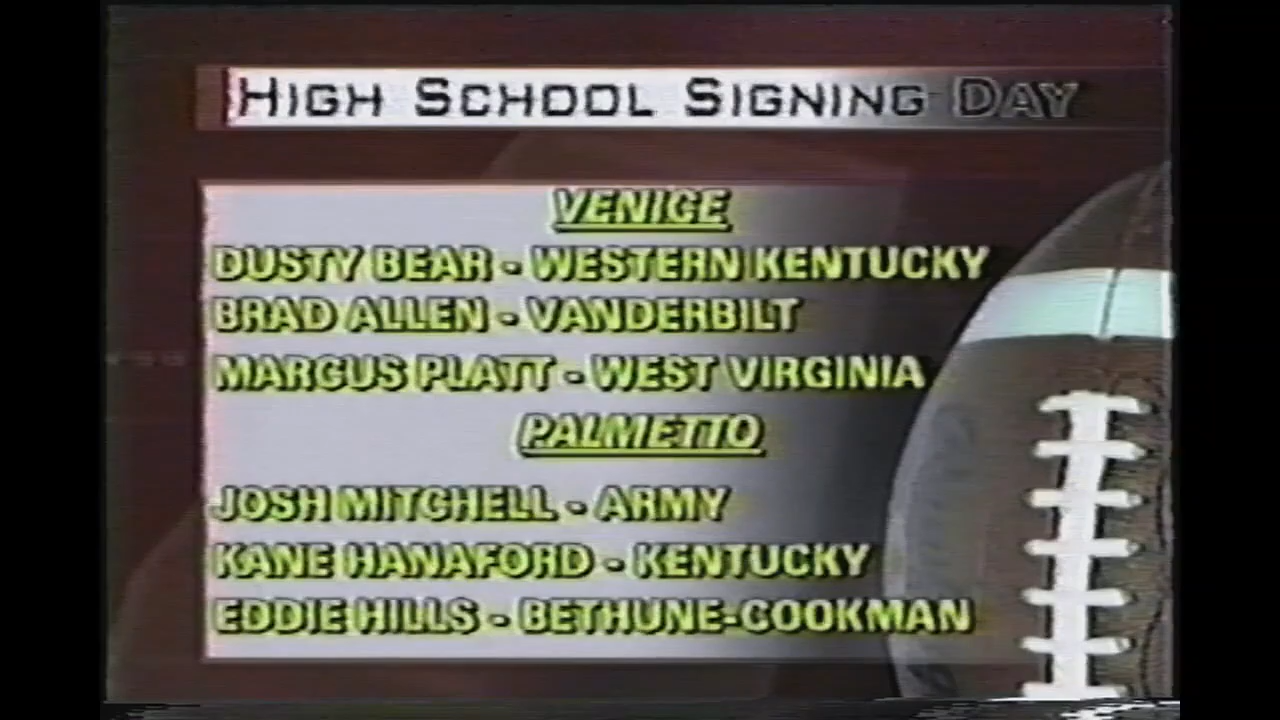 HIGH SCHOOL SIGNING DAY
VENICE
DUSTY BEAR - WESTERN KENTUCKY
BRAD ALLEN - VANDERBILT
MARCUS PLATT - WEST VIRGINIA
PALMETTO
JOSH MITCHELL - ARMY
KANE HANAFORD - KENTUCKY
EDDIE HILLS - BETHUNE-COOKMAN